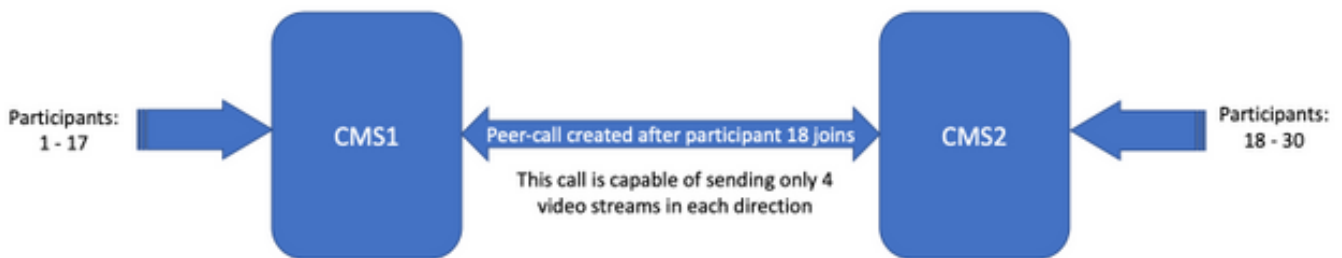 Participants:
1 - 17
CMS1
Peer-call created after participant 18 joins
This call is capable of sending only 4
video streams in each direction
CMS2
Participants:
18 - 30